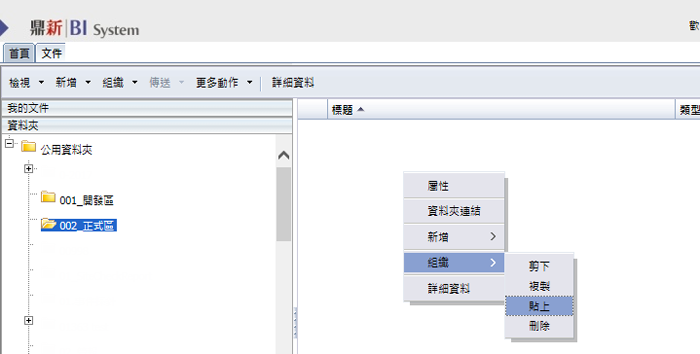 鼎新 BI System
歡
首頁 文件
檢視 新增 組織 傳送 更多動作 詳細資料
我的文件
標題 類型
資料夾
公用資料夾
屬性
001_開發區
資料夾連結
002_正式區
新增
組織
剪下
詳細資料
複製
貼上
刪除